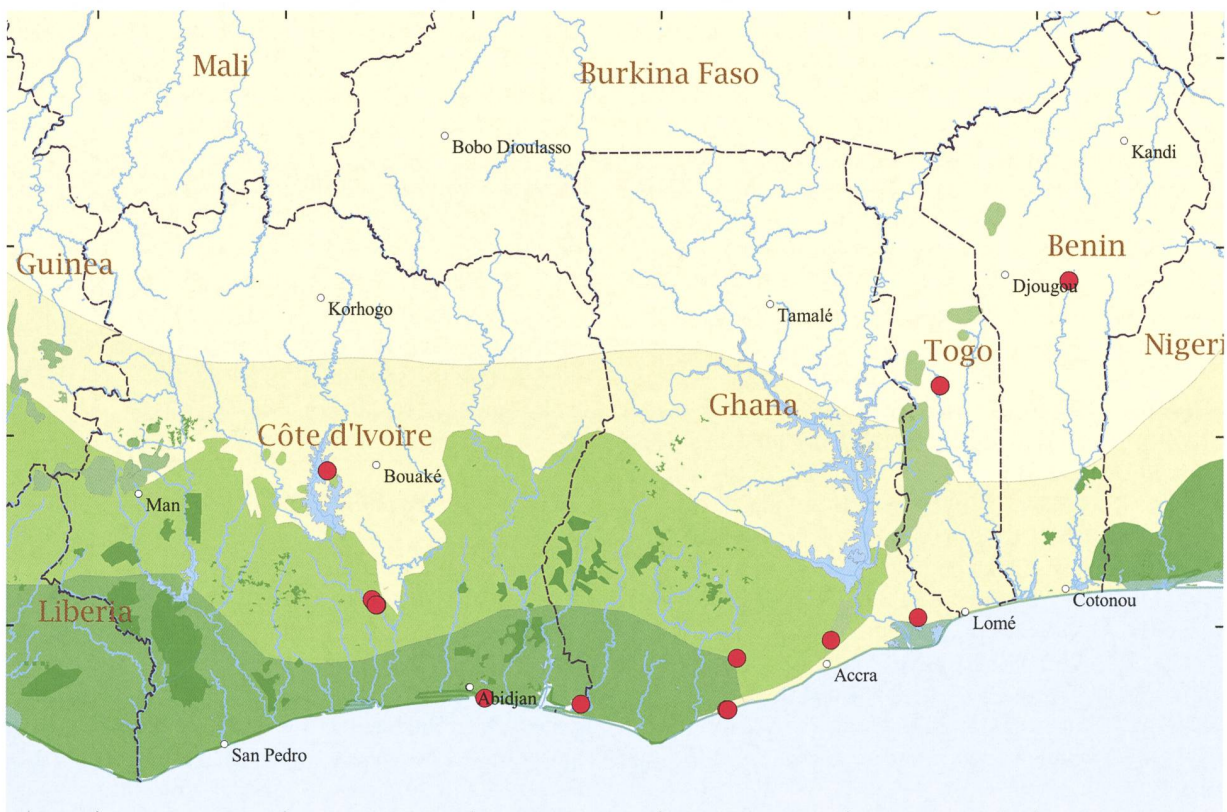 Mali
Burkina Faso
Bobo Dioulasso
Kandi
Guinea
Benin
Djougou
Korhogo
Tamalé
Togo
Nigeri
Ghana
Côte d'Ivoire
Bouaké
Man
Liberia
Cotonou
Lomé
Accra
Abidjan
San Pedro